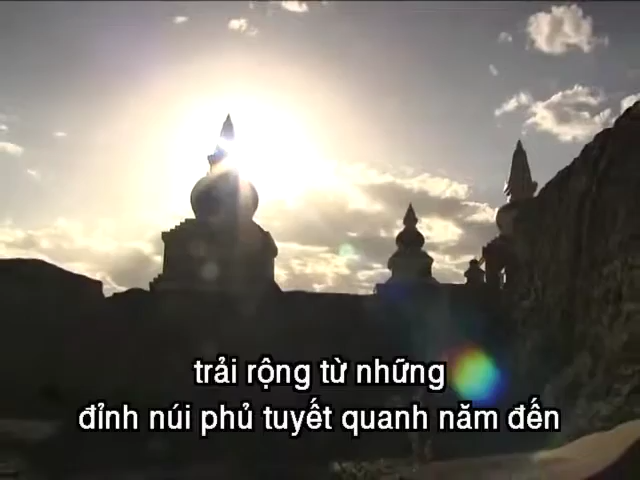 trải rộng từ những
đỉnh núi phủ tuyết quanh năm đến